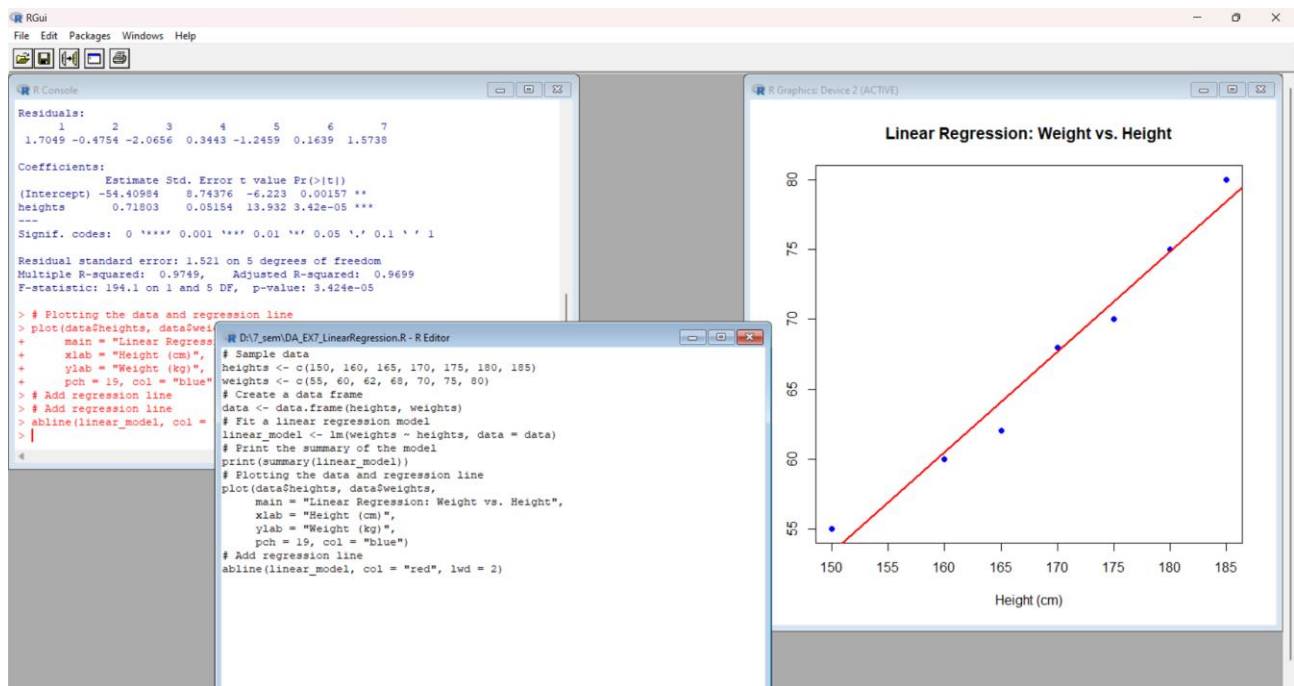 RGui
File Edit Packages Windows Help
R Console
Residuals:
1 2 3 4 5 6 7
1.7049 -0.4754 -2.0656 0.3443 -1.2459 0.1639 1.5738
Coefficients:
Estimate Std. Error t value Pr(>|t|)
(Intercept) -54.40984 8.74376 -6.223 0.00157 **
heights 0.71803 0.05154 13.932 3.42e-05 ***
---
Signif. codes: 0 ‘***’ 0.001 ‘**’ 0.01 ‘*’ 0.05 ‘.’ 0.1 ‘ ’ 1
Residual standard error: 1.521 on 5 degrees of freedom
Multiple R-squared: 0.9749, Adjusted R-squared: 0.9699
F-statistic: 194.1 on 1 and 5 DF, p-value: 3.424e-05
> # Plotting the data and regression line
> plot(data$heights, data$wei
+ main = "Linear Regres
+ xlab = "Height (cm)",
+ ylab = "Weight (kg)",
+ pch = 19, col = "blue"
> # Add regression line
> # Add regression line
> abline(linear_model, col =
>
D:\7_sem\DA_EX7_LinearRegression.R - R Editor
# Sample data
heights <- c(150, 160, 165, 170, 175, 180, 185)
weights <- c(55, 60, 62, 68, 70, 75, 80)
# Create a data frame
data <- data.frame(heights, weights)
# Fit a linear regression model
linear_model <- lm(weights ~ heights, data = data)
# Print the summary of the model
print(summary(linear_model))
# Plotting the data and regression line
plot(data$heights, data$weights,
main = "Linear Regression: Weight vs. Height",
xlab = "Height (cm)",
ylab = "Weight (kg)",
pch = 19, col = "blue")
# Add regression line
abline(linear_model, col = "red", lwd = 2)
R Graphics: Device 2 (ACTIVE)
Linear Regression: Weight vs. Height
80
75
70
65
60
55
150 155 160 165 170 175 180 185
Height (cm)